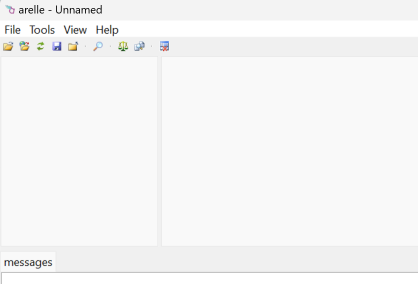 arelle - Unnamed
File Tools View Help
messages